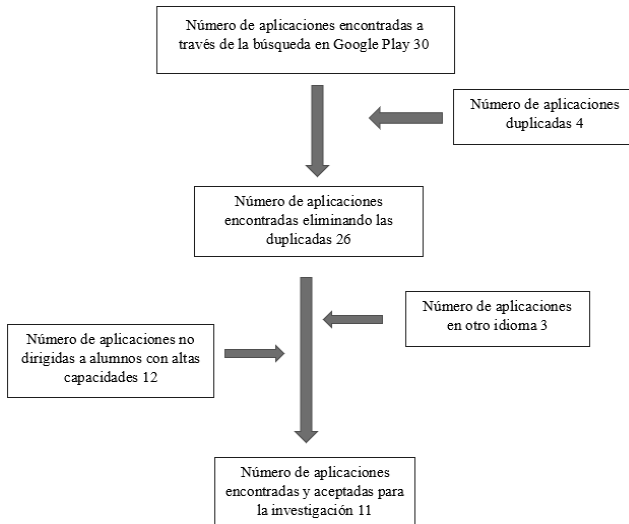 Número de aplicaciones encontradas a
través de la búsqueda en Google Play 30
Número de aplicaciones
duplicadas 4
Número de aplicaciones
encontradas eliminando las
duplicadas 26
Número de aplicaciones
en otro idioma 3
Número de aplicaciones no
dirigidas a alumnos con altas
capacidades 12
Número de aplicaciones
encontradas y aceptadas para
la investigación 11